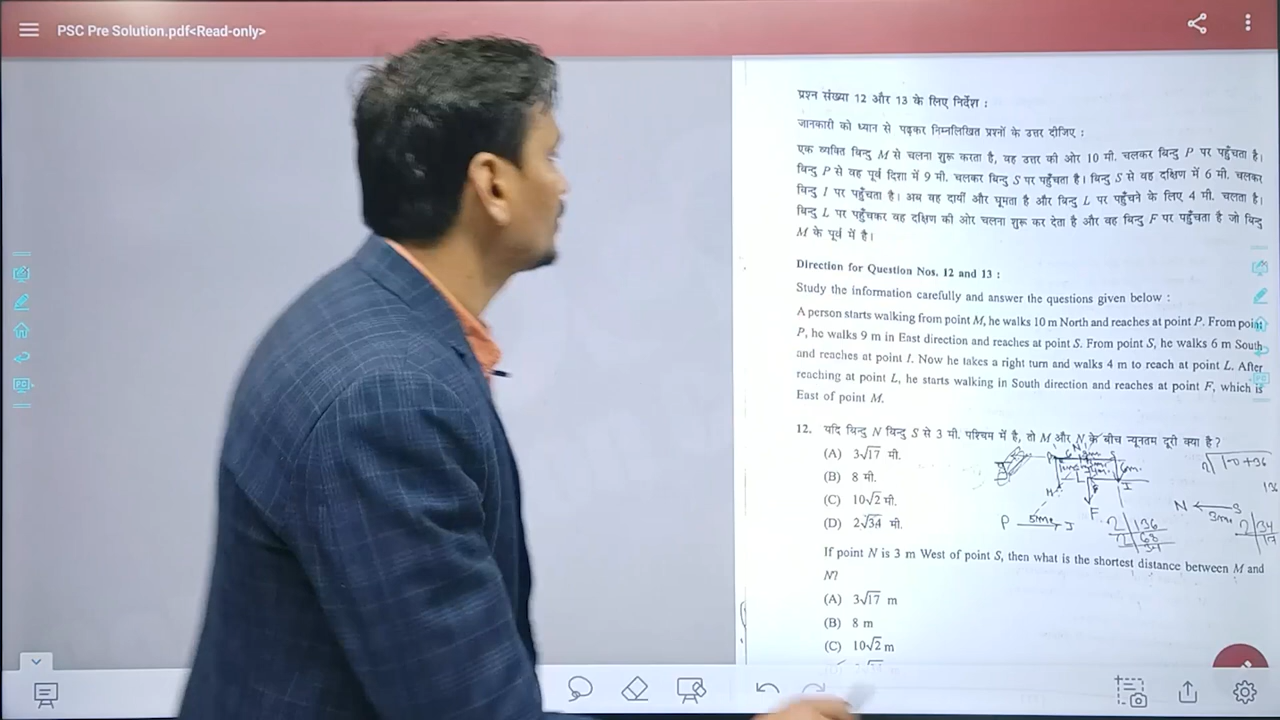 PSC Pre Solution.pdf<Read-only>
प्रश्न संख्या 12 और 13 के लिए निर्देश :
जानकारी को ध्यान से पढ़कर निम्नलिखित प्रश्नों के उत्तर दीजिए :
एक व्यक्ति बिन्दु M से चलना शुरू करता है, वह उत्तर की ओर 10 मी. चलकर बिन्दु P पर पहुँचता है।
बिन्दु P से वह पूर्व दिशा में 9 मी. चलकर बिन्दु S पर पहुँचता है। बिन्दु S से वह दक्षिण में 6 मी. चलकर
बिन्दु I पर पहुँचता है। अब वह दायीं और घूमता है और बिन्दु L पर पहुँचने के लिए 4 मी. चलता है।
बिन्दु L पर पहुँचकर वह दक्षिण की ओर चलना शुरू कर देता है और वह बिन्दु F पर पहुँचता है जो बिन्दु
M के पूर्व में है।
Direction for Question Nos. 12 and 13 :
Study the information carefully and answer the questions given below :
A person starts walking from point M, he walks 10 m North and reaches at point P. From point
P, he walks 9 m in East direction and reaches at point S. From point S, he walks 6 m South
and reaches at point I. Now he takes a right turn and walks 4 m to reach at point L. After
reaching at point L, he starts walking in South direction and reaches at point F, which is
East of point M.
12. यदि बिन्दु N बिन्दु S से 3 मी. पश्चिम में है, तो M और N के बीच न्यूनतम दूरी क्या है?
(A) 3√17 मी.
(B) 8 मी.
(C) 10√2 मी.
(D) 2√34 मी.
If point N is 3 m West of point S, then what is the shortest distance between M and
N?
(A) 3√17 m
(B) 8 m
(C) 10√2 m